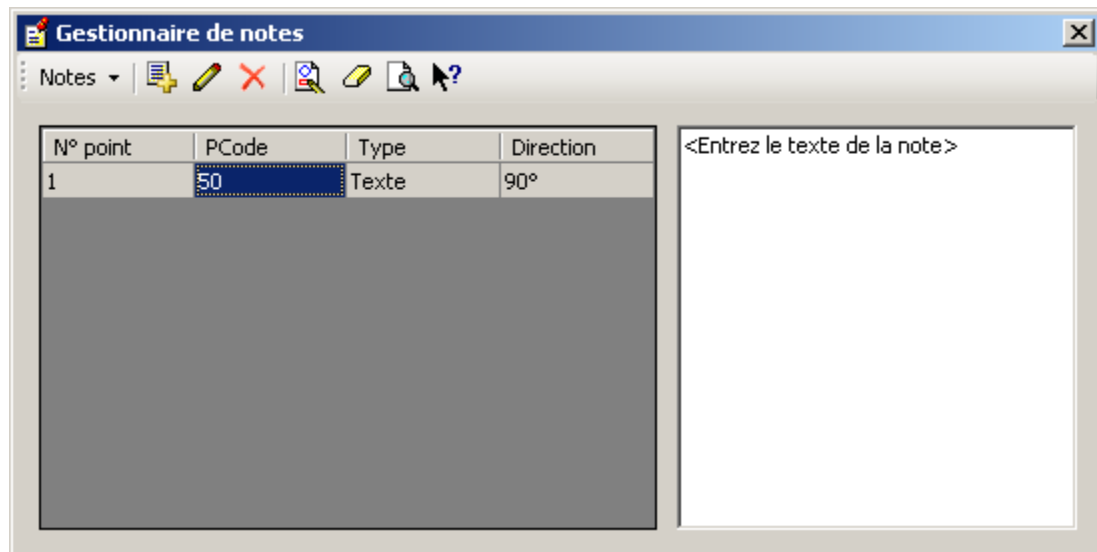 Gestionnaire de notes
Notes
N° point PCode Type Direction
1 50 Texte 90°
<Entrez le texte de la note>